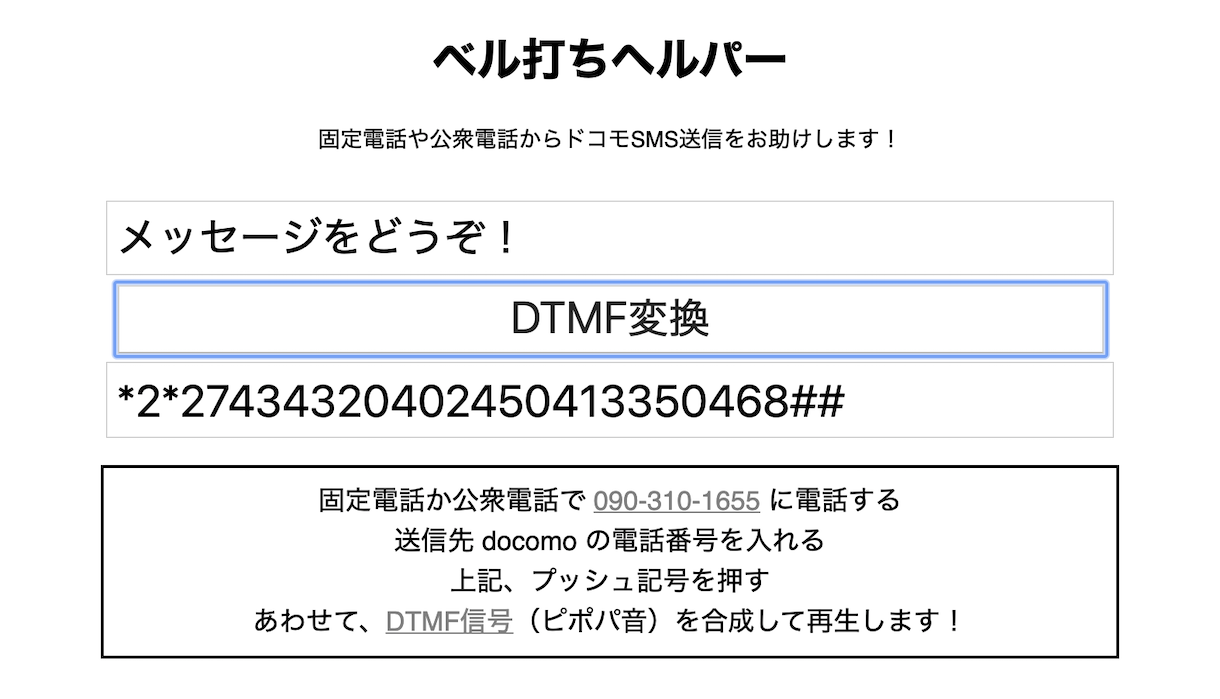 ベル打ちヘルパー
固定電話や公衆電話からドコモSMS送信をお助けします！
メッセージをどうぞ！
DTMF変換
*2*2743432040245041335046８##
固定電話か公衆電話で 090-310-1655 に電話する
送信先 docomo の電話番号を入れる
上記、プッシュ記号を押す
あわせて、DTMF信号（ピポパ音）を合成して再生します！